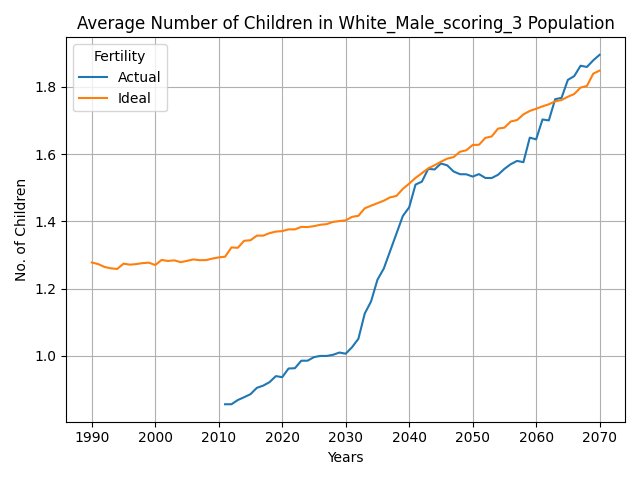 Average Number of Children in White_Male_scoring_3 Population
Fertility
Actual
Ideal
No. of Children
1.8
1.6
1.4
1.2
1.0
1990 2000 2010 2020 2030 2040 2050 2060 2070
Years